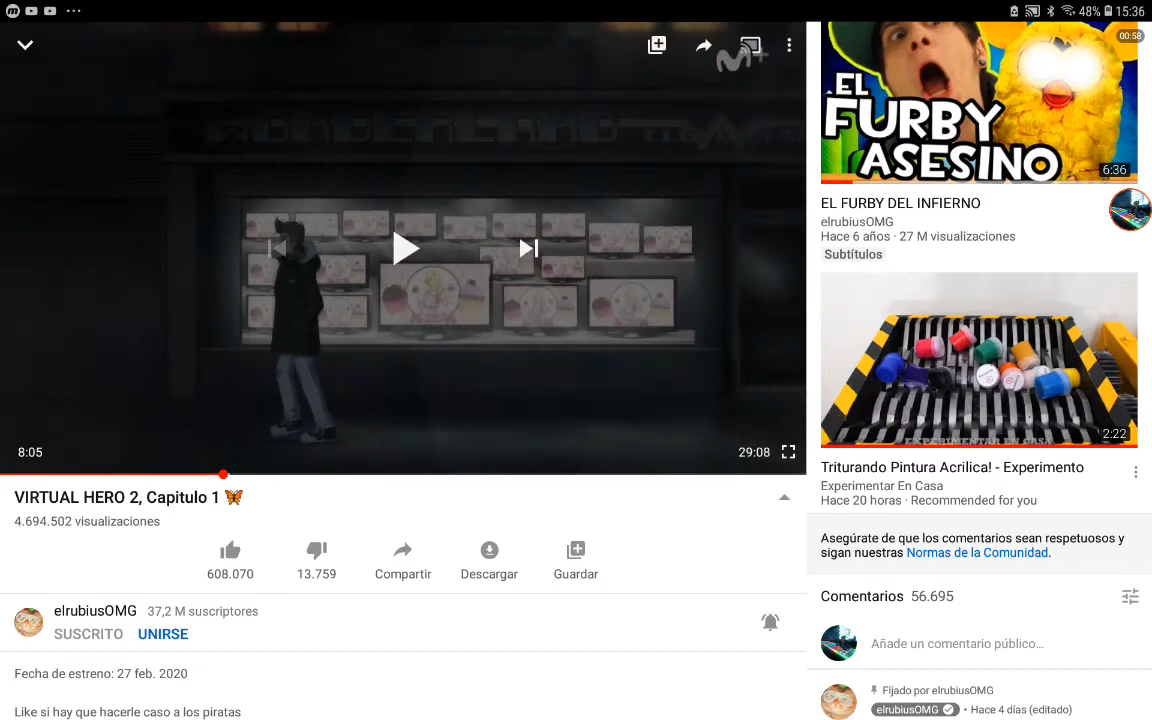 48% 15:36
M+
8:05
29:08
VIRTUAL HERO 2, Capitulo 1 🦋
4.694.502 visualizaciones
608.070
13.759
Compartir
Descargar
Guardar
elrubiusOMG 37,2 M suscriptores
SUSCRITO UNIRSE
Fecha de estreno: 27 feb. 2020
Like si hay que hacerle caso a los piratas
00:58
EL
FURBY
ASESINO
6:36
EL FURBY DEL INFIERNO
elrubiusOMG
Hace 6 años · 27 M visualizaciones
Subtítulos
EXPERIMENTAR EN CASA
2:22
Triturando Pintura Acrilica! - Experimento
Experimentar En Casa
Hace 20 horas · Recommended for you
Asegúrate de que los comentarios sean respetuosos y
sigan nuestras Normas de la Comunidad.
Comentarios 56.695
Añade un comentario público...
Fijado por elrubiusOMG
elrubiusOMG • Hace 4 días (editado)